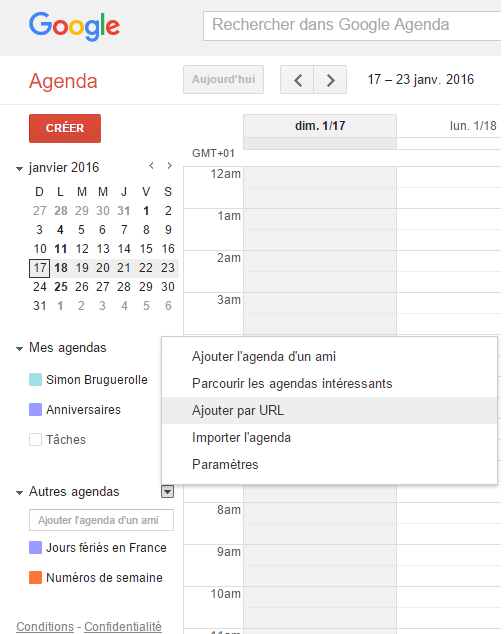 Google
Rechercher dans Google Agenda
Agenda
Aujourd'hui
17 – 23 janv. 2016
CRÉER
dim. 1/17
lun. 1/18
GMT+01
janvier 2016
D L M M J V S
27 28 29 30 31 1 2
3 4 5 6 7 8 9
10 11 12 13 14 15 16
17 18 19 20 21 22 23
24 25 26 27 28 29 30
31 1 2 3 4 5 6
12am
1am
2am
3am
Mes agendas
Simon Bruguerolle
Anniversaires
Tâches
Ajouter l'agenda d'un ami
Parcourir les agendas intéressants
Ajouter par URL
Importer l'agenda
Paramètres
Autres agendas
Ajouter l'agenda d'un ami
Jours fériés en France
Numéros de semaine
8am
9am
10am
11am
Conditions - Confidentialité